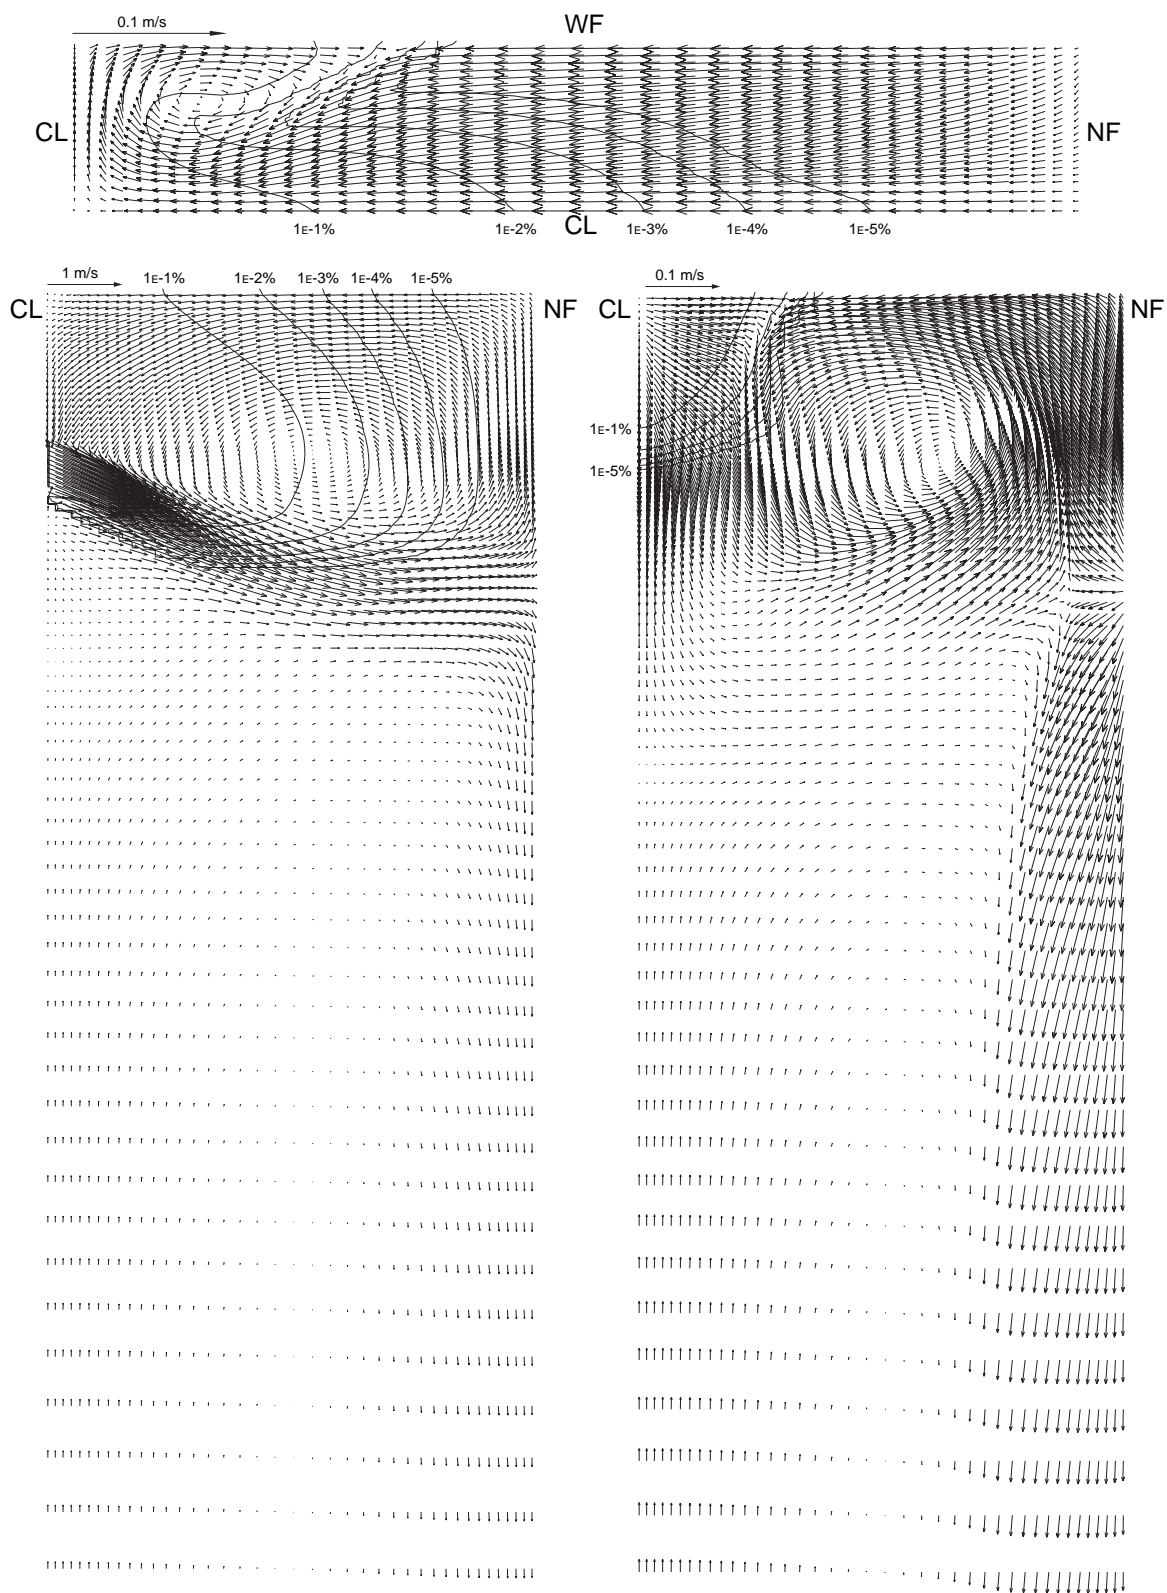 0.1 m/s
WF
CL
NF
1E-1%
1E-2%
CL
1E-3%
1E-4%
1E-5%
1 m/s
1E-1%
1E-2%
1E-3%
1E-4%
1E-5%
CL
NF
0.1 m/s
CL
NF
1E-1%
1E-5%